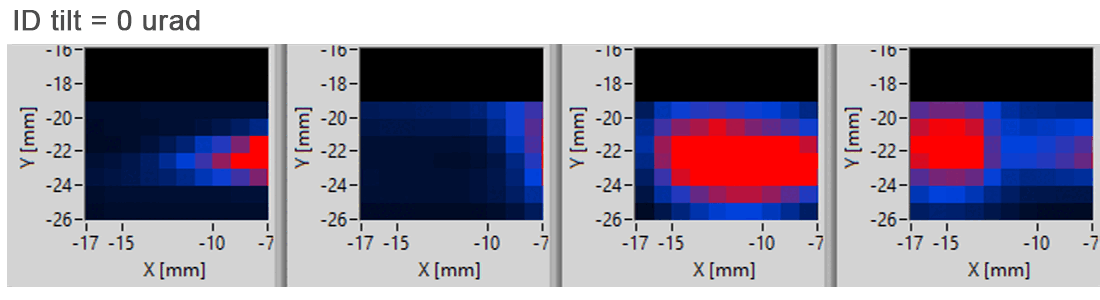 ID tilt = 0 urad
-16 -16 -16 -16
-18 -18 -18 -18
-20 -20 -20 -20
-22 -22 -22 -22
-24 -24 -24 -24
-26 -26 -26 -26
Y [mm] Y [mm] Y [mm] Y [mm]
-17 -15 -10 -7 -17 -15 -10 -7 -17 -15 -10 -7 -17 -15 -10 -7
X [mm] X [mm] X [mm] X [mm]